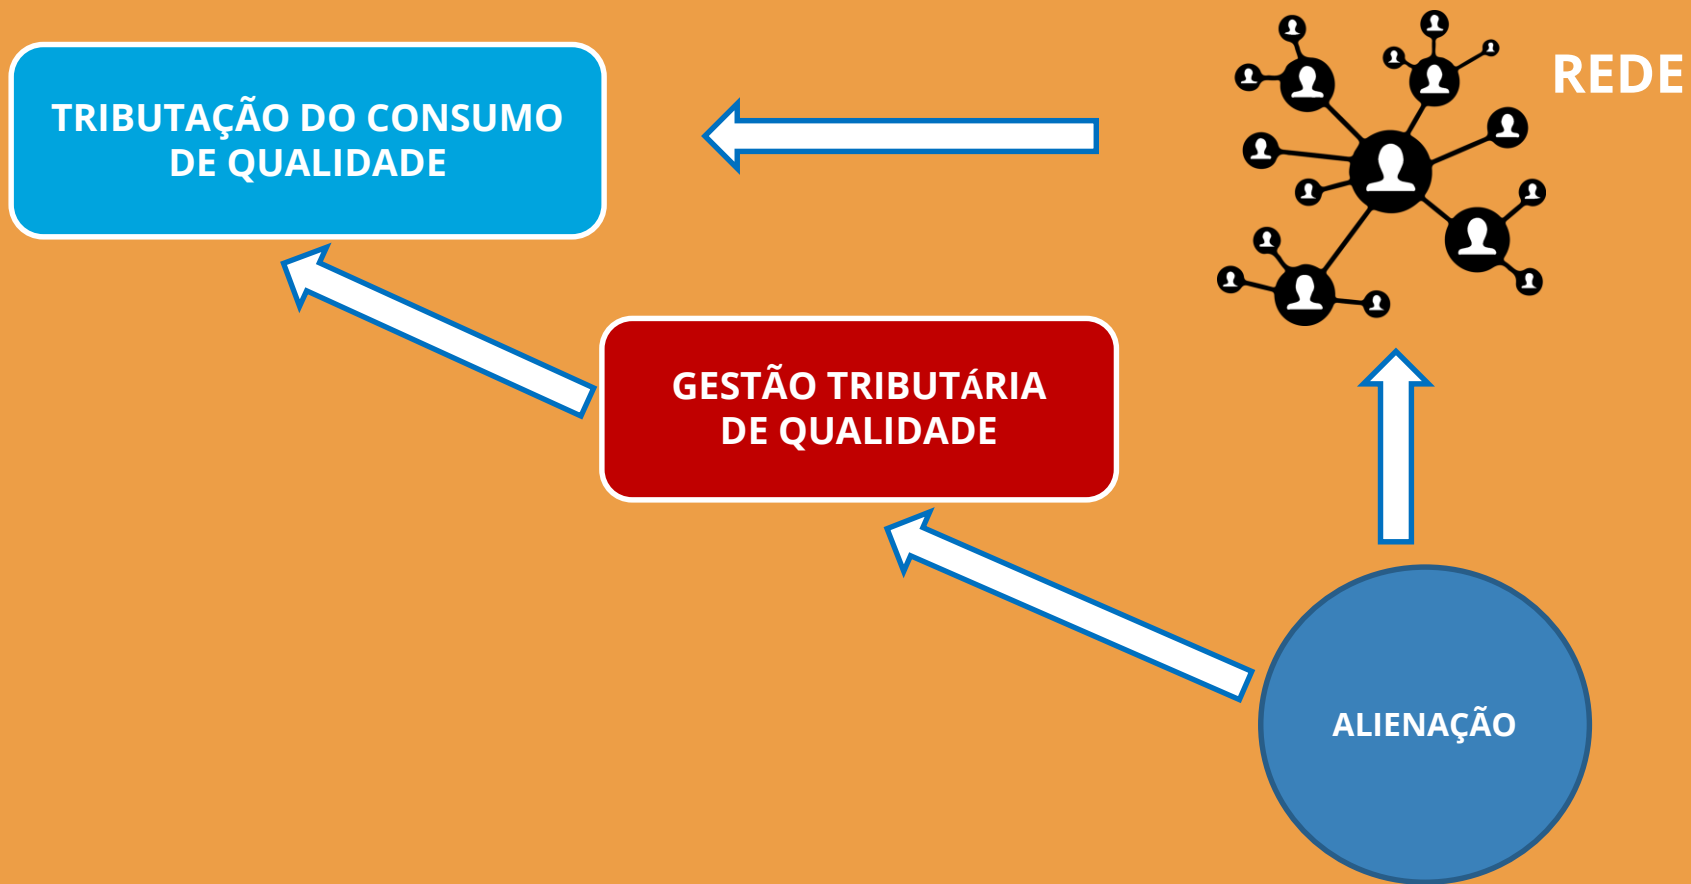 TRIBUTAÇÃO DO CONSUMO
DE QUALIDADE
REDE
GESTÃO TRIBUTÁRIA
DE QUALIDADE
ALIENAÇÃO